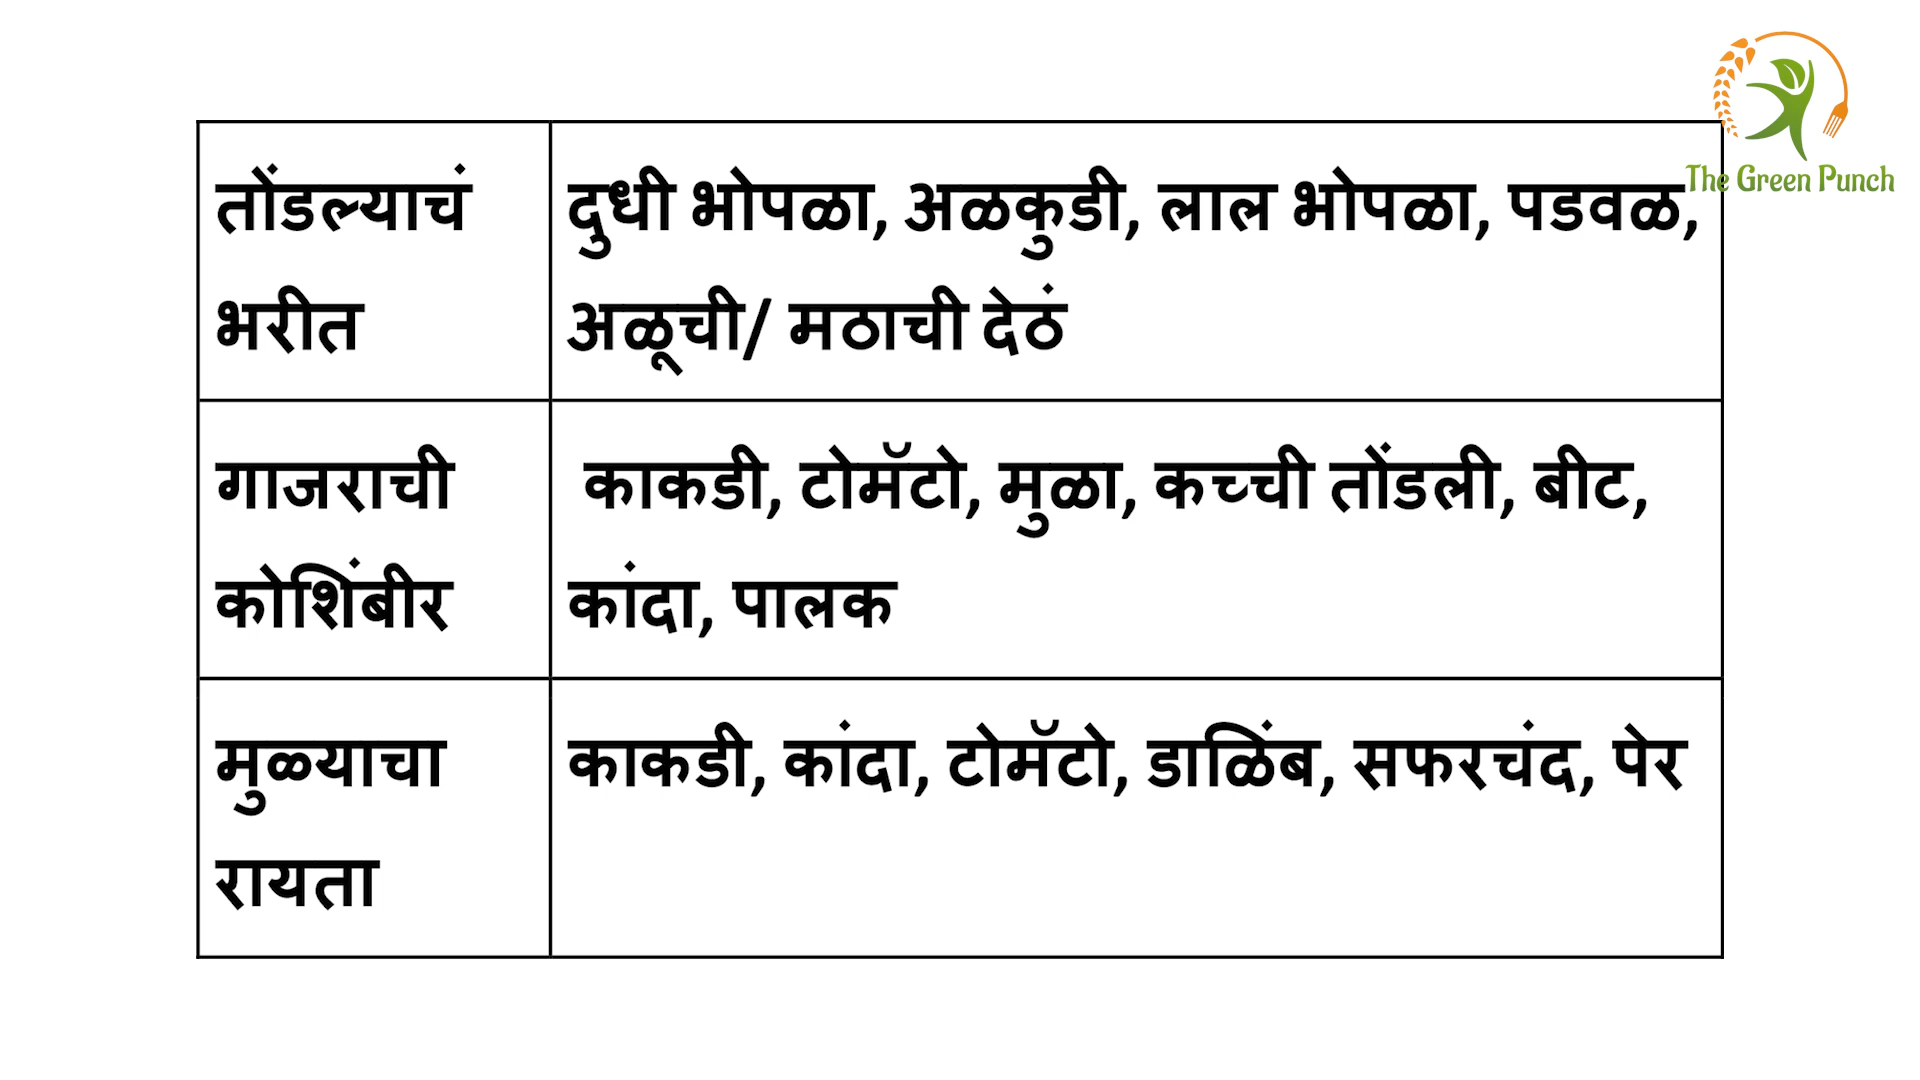 The Green Punch
तोंडल्याचं
भरीत
दुधी भोपळा, अळकुडी, लाल भोपळा, पडवळ,
अळूची/ मठाची देठं
गाजराची
कोशिंबीर
काकडी, टोमॅटो, मुळा, कच्ची तोंडली, बीट,
कांदा, पालक
मुळ्याचा
रायता
काकडी, कांदा, टोमॅटो, डाळिंब, सफरचंद, पेर